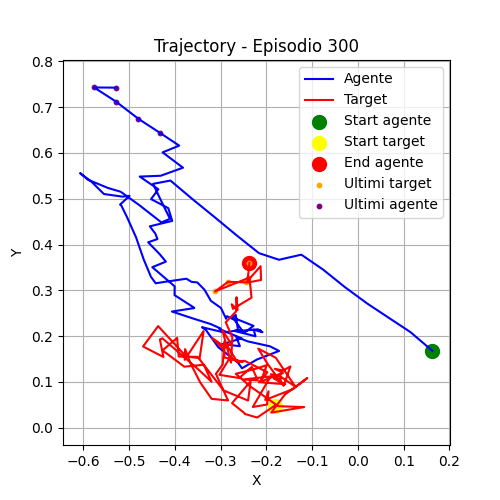 Trajectory - Episodio 300
Agente
Target
Start agente
Start target
End agente
Ultimi target
Ultimi agente
0.8
0.7
0.6
0.5
0.4
0.3
0.2
0.1
0.0
Y
−0.6 −0.5 −0.4 −0.3 −0.2 −0.1 0.0 0.1 0.2
X